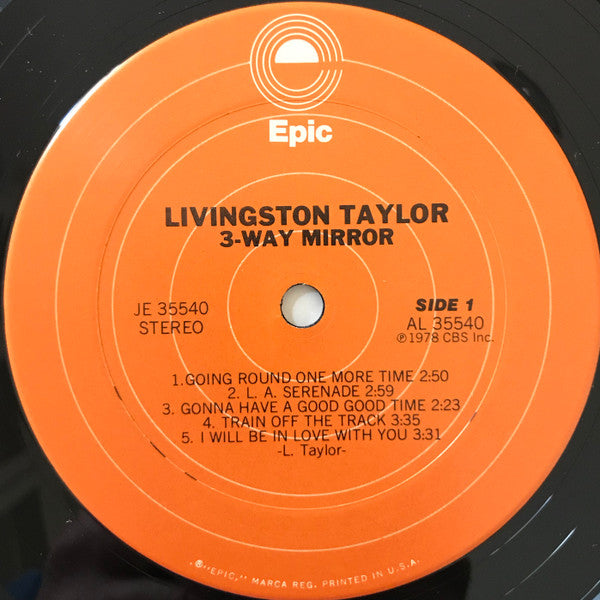 Epic
LIVINGSTON TAYLOR
3-WAY MIRROR
JE 35540
STEREO
SIDE 1
AL 35540
℗1978 CBS Inc.
1.GOING ROUND ONE MORE TIME 2:50
2. L. A. SERENADE 2:59
3. GONNA HAVE A GOOD GOOD TIME 2:23
4. TRAIN OFF THE TRACK 3:35
5. I WILL BE IN LOVE WITH YOU 3:31
-L. Taylor-
®"EPIC," MARCA REG. PRINTED IN U.S.A.